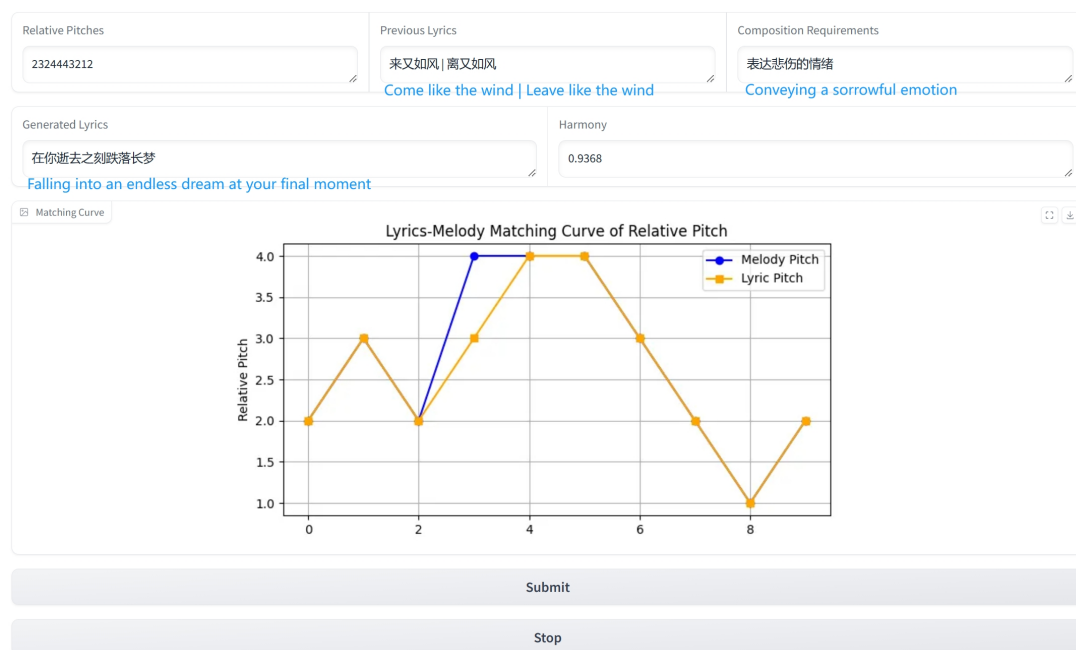 Relative Pitches
2324443212
Previous Lyrics
来又如风 | 离又如风
Come like the wind | Leave like the wind
Composition Requirements
表达悲伤的情绪
Conveying a sorrowful emotion
Generated Lyrics
在你逝去之刻跌落长梦
Falling into an endless dream at your final moment
Harmony
0.9368
Matching Curve
Lyrics-Melody Matching Curve of Relative Pitch
Melody Pitch
Lyric Pitch
Relative Pitch
4.0
3.5
3.0
2.5
2.0
1.5
1.0
0 2 4 6 8
Submit
Stop